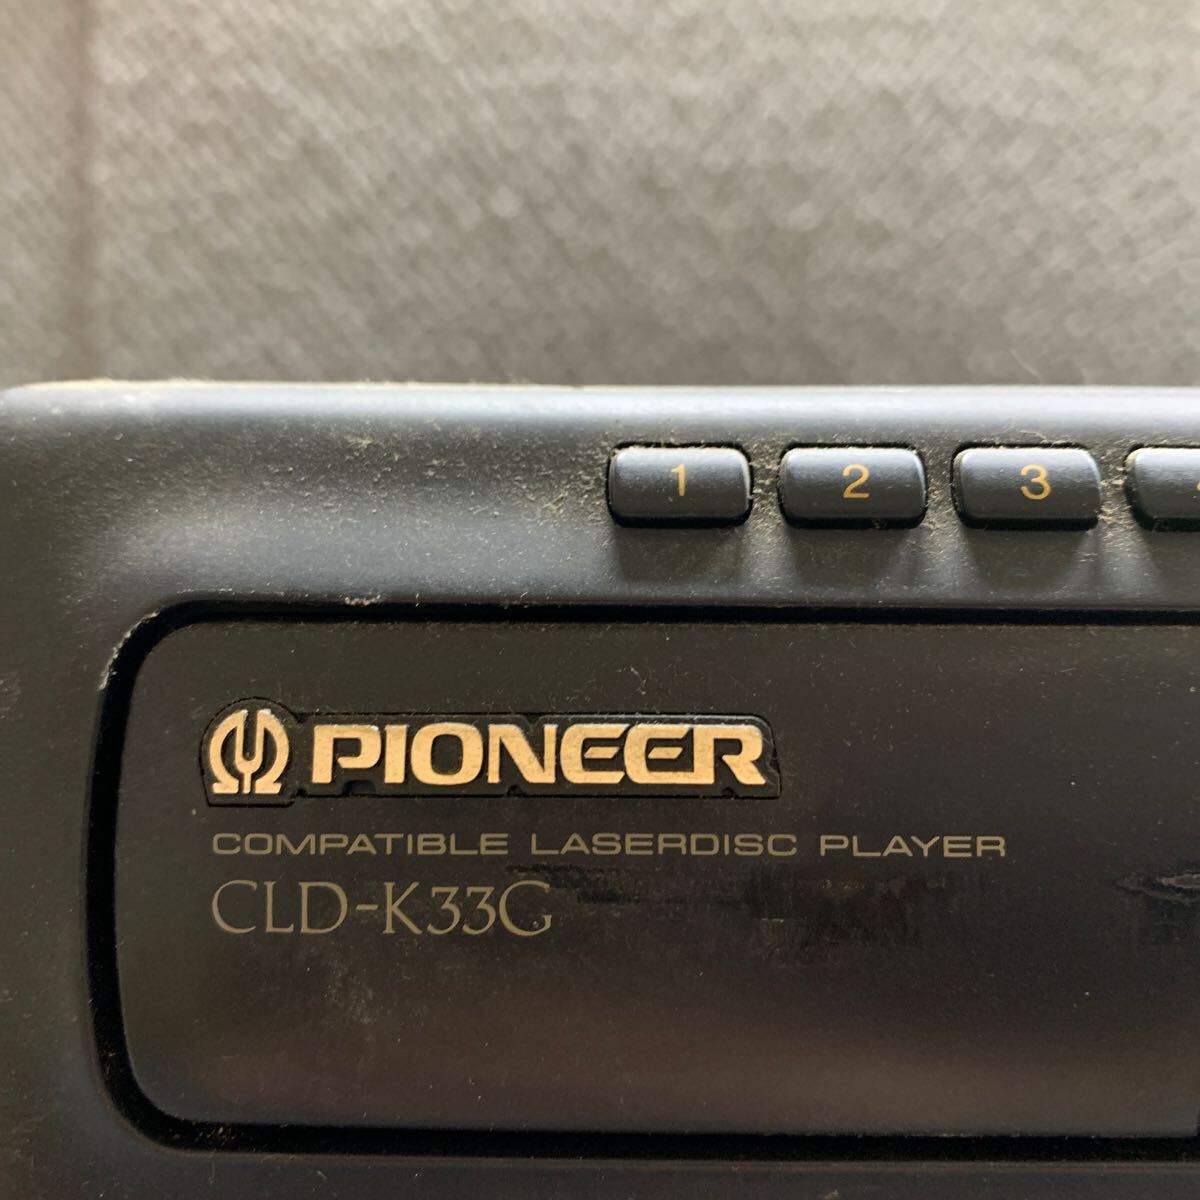 1 2 3
PIONEER
COMPATIBLE LASERDISC PLAYER
CLD-K33G